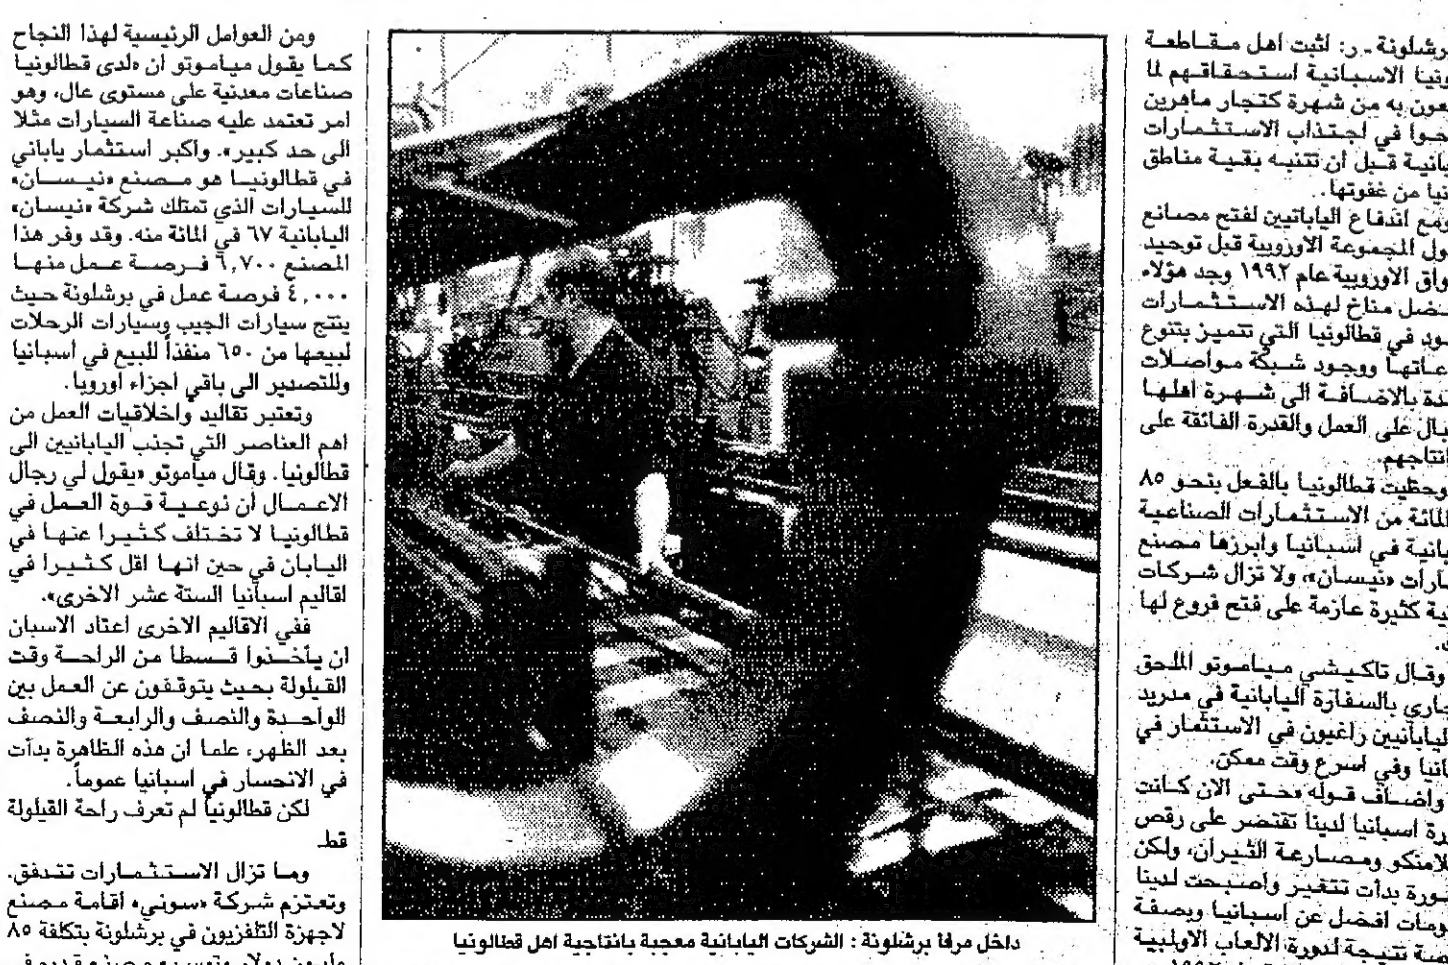 برشلونة ـ ر: اثبت اهل مقاطعة
الاسبانية استحقاقهم لما
به من شهرة كتجار ماهرين
في اجتذاب الاستثمارات
قبل ان تتنبه بقية مناطق
من غفوتها.
ومع اندفاع اليابانيين لفتح مصانع
المجموعة الاوروبية قبل توحيد
الاوروبية عام ١٩٩٢ وجد هؤلاء
مناخ لهذه الاستثمارات
في قطالونيا التي تتميز بتنوع
ووجود شبكة مواصلات
بالاضافة الى شهرة اهلها
على العمل والقدرة الفائقة على
انتاجهم.
وحظيت قطالونيا بالفعل بنحو ٨٥
المائة من الاستثمارات الصناعية
في اسبانيا وابرزها مصنع
«نيسان»، ولا تزال شركات
كثيرة عازمة على فتح فروع لها
وقال تاكيشي مياموتو الملحق
بالسفارة اليابانية في مدريد
اليابانيين راغبون في الاستثمار في
وفي اسرع وقت ممكن.
واضاف قوله «حتى الان كانت
اسبانيا لدينا تقتصر على رقص
ومصارعة الثيران، ولكن
بدأت تتغير واصبحت لدينا
افضل عن اسبانيا وبصفة
نتيجة لدورة الالعاب الاولمبية
داخل مرفا برشلونة : الشركات اليابانية معجبة بانتاجية اهل قطالونيا
ومن العوامل الرئيسية لهذا النجاح
كما يقول مياموتو ان «لدى قطالونيا
صناعات معدنية على مستوى عال، وهو
امر تعتمد عليه صناعة السيارات مثلا
الى حد كبير». واكبر استثمار ياباني
في قطالونيا هو مصنع «نيسان»
للسيارات الذي تمتلك شركة «نيسان»
اليابانية ٦٧ في المائة منه. وقد وفر هذا
المصنع ٦,٧٠٠ فرصة عمل منها
٤,٠٠٠ فرصة عمل في برشلونة حيث
ينتج سيارات الجيب وسيارات الرحلات
لبيعها من ٦٥٠ منفذاً للبيع في اسبانيا
وللتصدير الى باقي اجزاء اوروبا.
وتعتبر تقاليد واخلاقيات العمل من
اهم العناصر التي تجذب اليابانيين الى
قطالونيا. وقال مياموتو «يقول لي رجال
الاعمال ان نوعية قوة العمل في
قطالونيا لا تختلف كثيرا عنها في
اليابان في حين انها اقل كثيرا في
اقاليم اسبانيا الستة عشر الاخرى».
ففي الاقاليم الاخرى اعتاد الاسبان
ان يأخذوا قسطا من الراحة وقت
القيلولة بحيث يتوقفون عن العمل بين
الواحدة والنصف والرابعة والنصف
بعد الظهر، علما ان هذه الظاهرة بدأت
في الانحسار في اسبانيا عموماً.
لكن قطالونيا لم تعرف راحة القيلولة
قط.
وما تزال الاستثمارات تتدفق.
وتعتزم شركة «سوني» اقامة مصنع
لاجهزة التلفزيون في برشلونة بتكلفة ٨٥